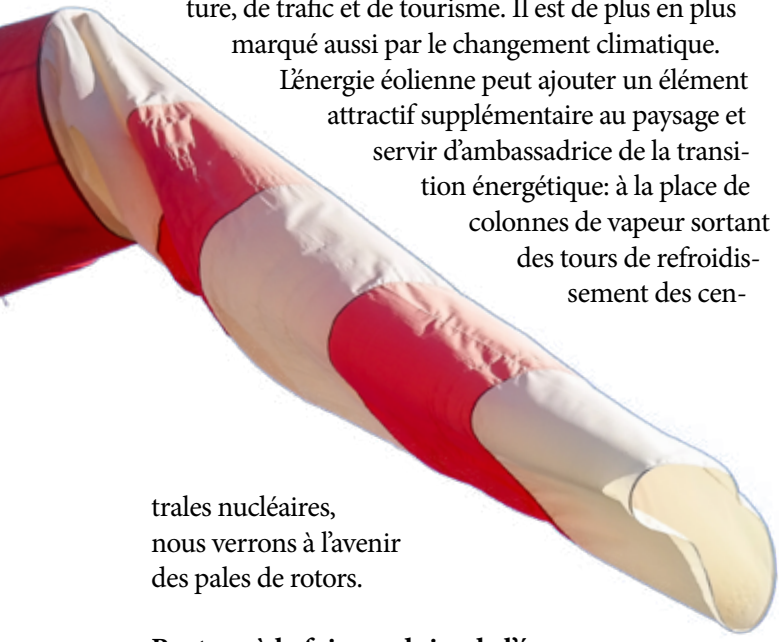 ture, de trafic et de tourisme. Il est de plus en plus
marqué aussi par le changement climatique.
L'énergie éolienne peut ajouter un élément
attractif supplémentaire au paysage et
servir d'ambassadrice de la transi-
tion énergétique: à la place de
colonnes de vapeur sortant
des tours de refroidis-
sement des cen-
trales nucléaires,
nous verrons à l'avenir
des pales de rotors.